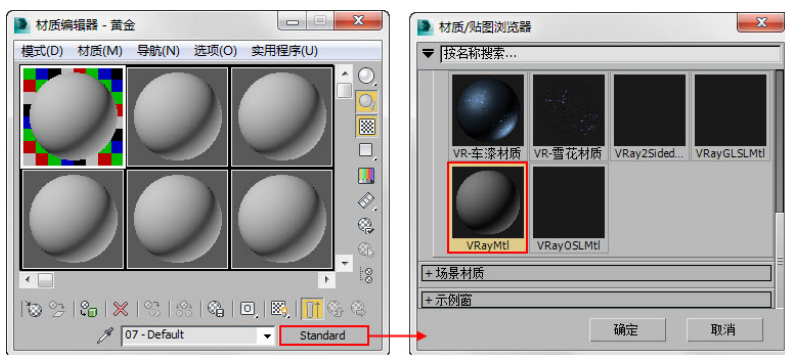 材质编辑器 - 黄金
模式(D) 材质(M) 导航(N) 选项(O) 实用程序(U)
07 - Default
Standard
材质/贴图浏览器
按名称搜索...
VR-车漆材质 VR-雪花材质 VRay2Sided... VRayGLSLMtl
VRayMtl VRayOSLMtl
+ 场景材质
+ 示例窗
确定 取消